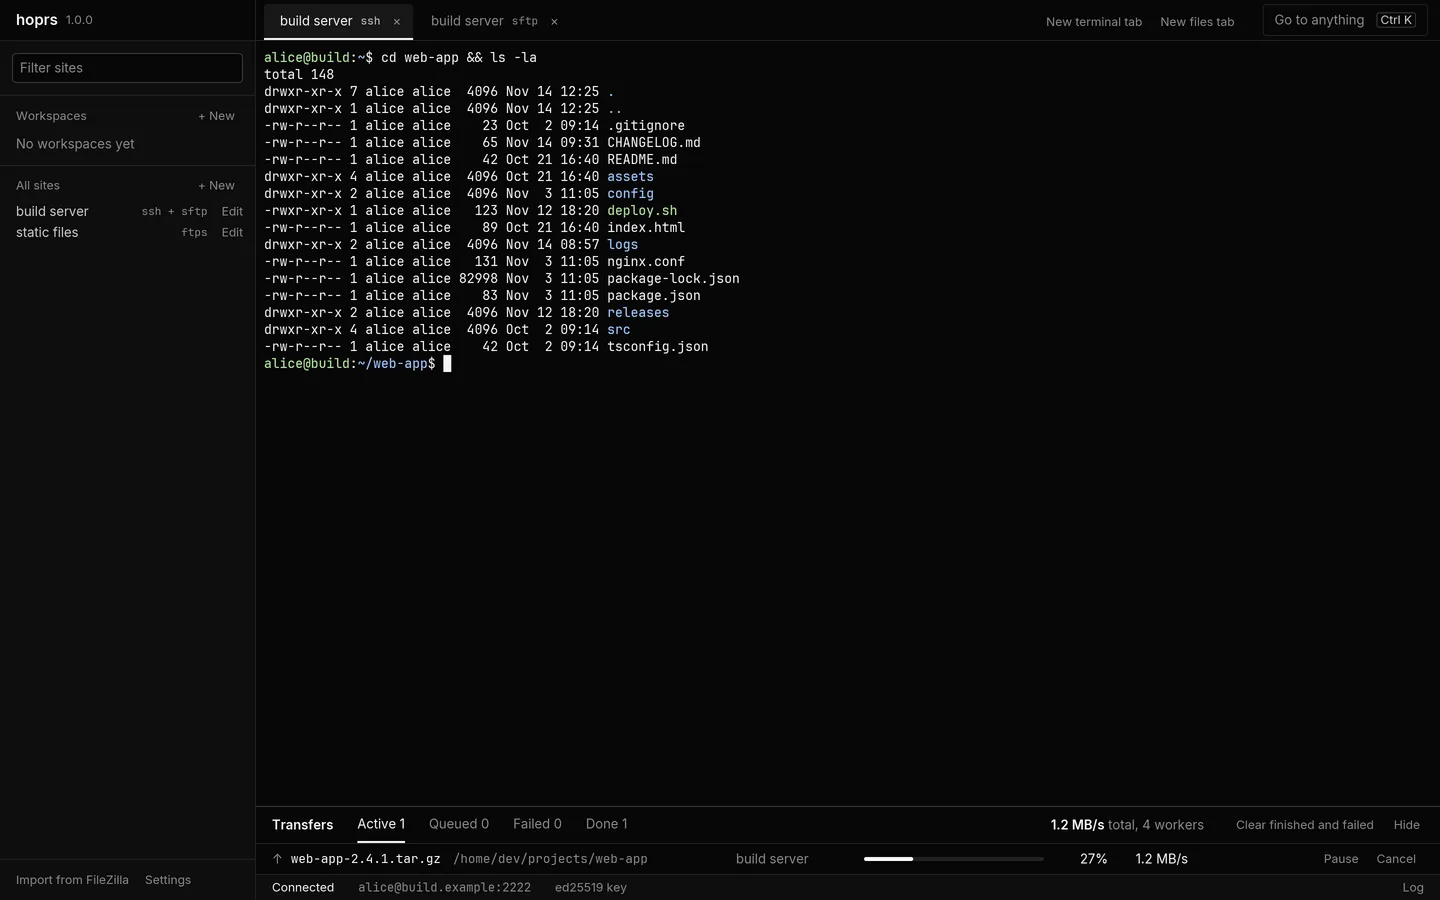 hoprs 1.0.0
build server ssh ×
build server sftp ×
New terminal tab
New files tab
Go to anything Ctrl K
Filter sites
Workspaces + New
No workspaces yet
All sites + New
build server ssh + sftp Edit
static files ftps Edit
Import from FileZilla Settings
alice@build:~$ cd web-app && ls -la
total 148
drwxr-xr-x 7 alice alice  4096 Nov 14 12:25 .
drwxr-xr-x 1 alice alice  4096 Nov 14 12:25 ..
-rw-r--r-- 1 alice alice    23 Oct  2 09:14 .gitignore
-rw-r--r-- 1 alice alice    65 Nov 14 09:31 CHANGELOG.md
-rw-r--r-- 1 alice alice    42 Oct 21 16:40 README.md
drwxr-xr-x 4 alice alice  4096 Oct 21 16:40 assets
drwxr-xr-x 2 alice alice  4096 Nov  3 11:05 config
-rwxr-xr-x 1 alice alice   123 Nov 12 18:20 deploy.sh
-rw-r--r-- 1 alice alice    89 Oct 21 16:40 index.html
drwxr-xr-x 2 alice alice  4096 Nov 14 08:57 logs
-rw-r--r-- 1 alice alice   131 Nov  3 11:05 nginx.conf
-rw-r--r-- 1 alice alice 82998 Nov  3 11:05 package-lock.json
-rw-r--r-- 1 alice alice    83 Nov  3 11:05 package.json
drwxr-xr-x 2 alice alice  4096 Nov 12 18:20 releases
drwxr-xr-x 4 alice alice  4096 Oct  2 09:14 src
-rw-r--r-- 1 alice alice    42 Oct  2 09:14 tsconfig.json
alice@build:~/web-app$
Transfers Active 1 Queued 0 Failed 0 Done 1 1.2 MB/s total, 4 workers Clear finished and failed Hide
↑ web-app-2.4.1.tar.gz /home/dev/projects/web-app build server 27% 1.2 MB/s Pause Cancel
Connected alice@build.example:2222 ed25519 key Log